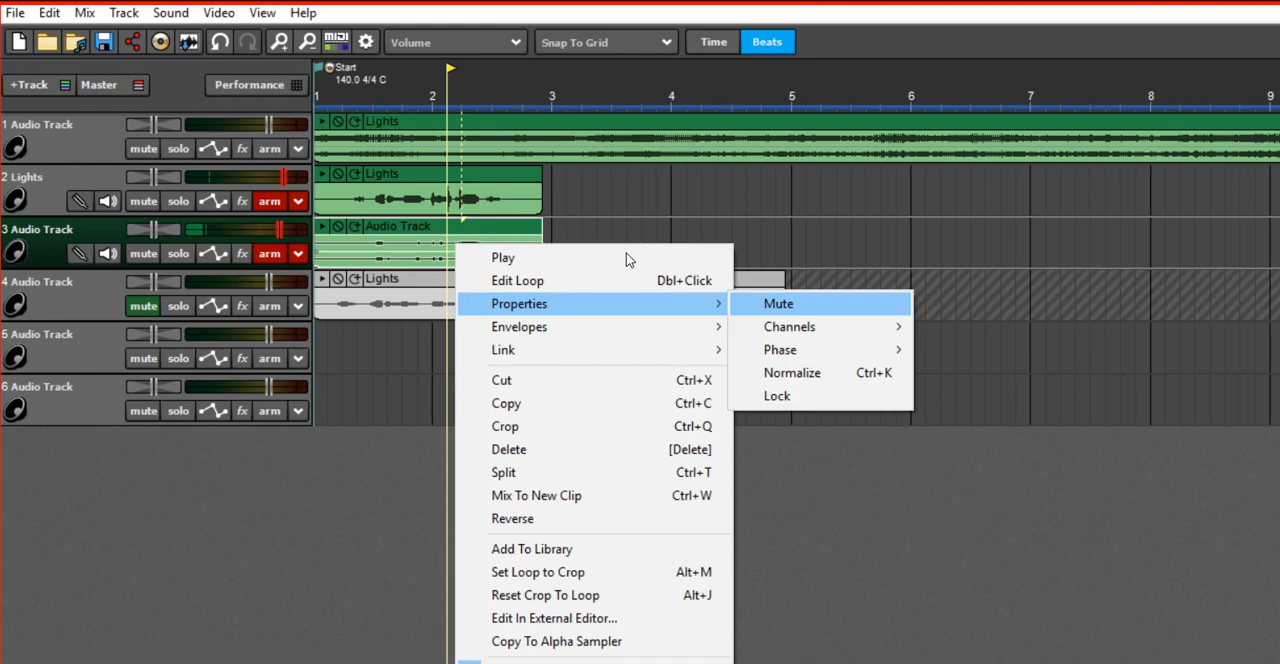 File Edit Mix Track Sound Video View Help
MIDI Volume Snap To Grid Time Beats
+Track Master Performance
Start
140.0 4/4 C
1 2 3 4 5 6 7 8 9
1 Audio Track
mute solo fx arm
Lights
2 Lights
mute solo fx arm
Lights
3 Audio Track
mute solo fx arm
Audio Track
4 Audio Track
mute solo fx arm
Lights
5 Audio Track
mute solo fx arm
6 Audio Track
mute solo fx arm
Play
Edit Loop Dbl+Click
Properties
Envelopes
Link
Cut Ctrl+X
Copy Ctrl+C
Crop Ctrl+Q
Delete [Delete]
Split Ctrl+T
Mix To New Clip Ctrl+W
Reverse
Add To Library
Set Loop to Crop Alt+M
Reset Crop To Loop Alt+J
Edit In External Editor...
Copy To Alpha Sampler
Mute
Channels
Phase
Normalize Ctrl+K
Lock